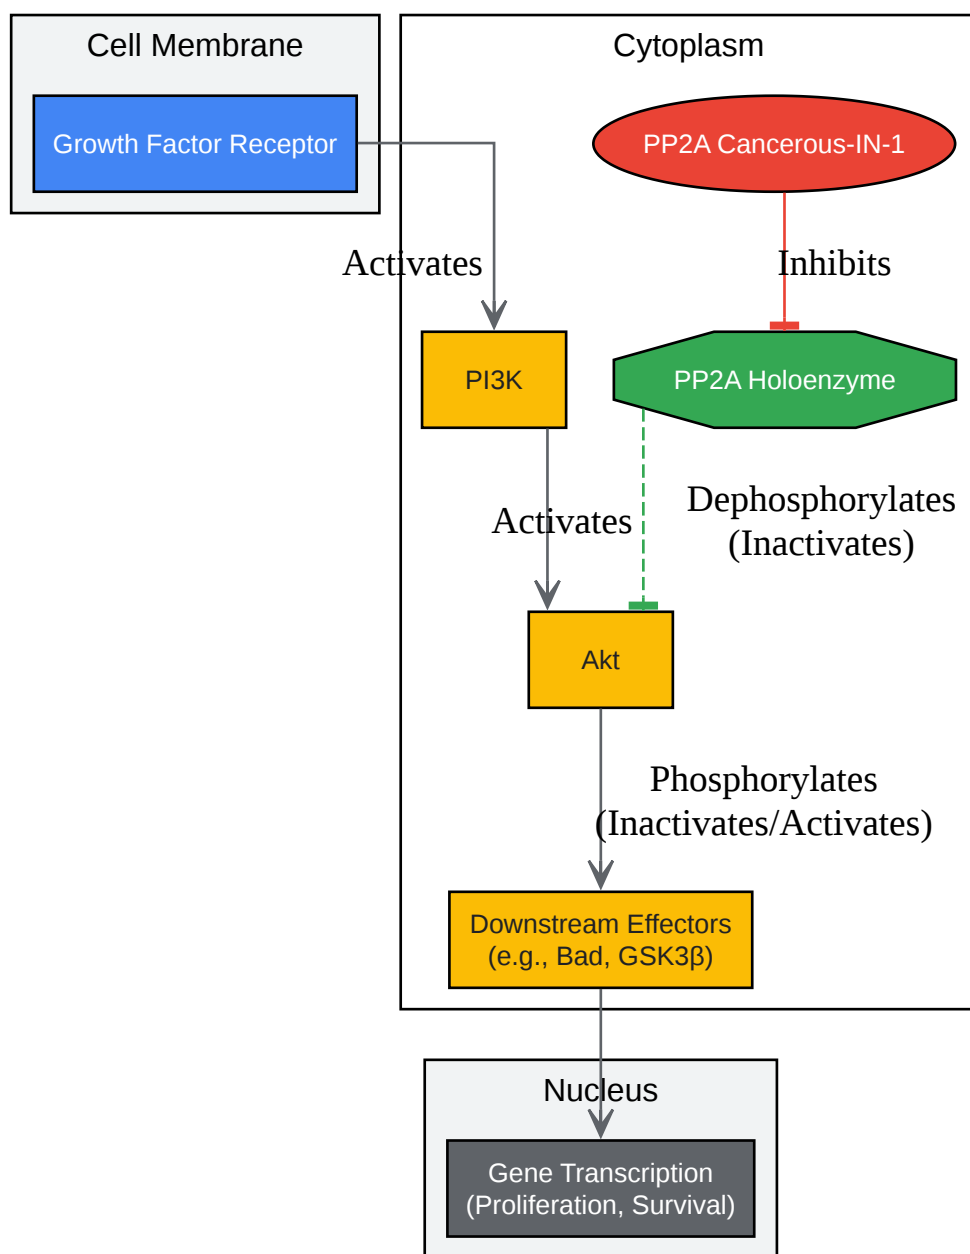 Cell Membrane
Cytoplasm
Growth Factor Receptor
PP2A Cancerous-IN-1
Activates
Inhibits
PI3K
PP2A Holoenzyme
Activates
Dephosphorylates
(Inactivates)
Akt
Phosphorylates
(Inactivates/Activates)
Downstream Effectors
(e.g., Bad, GSK3β)
Nucleus
Gene Transcription
(Proliferation, Survival)